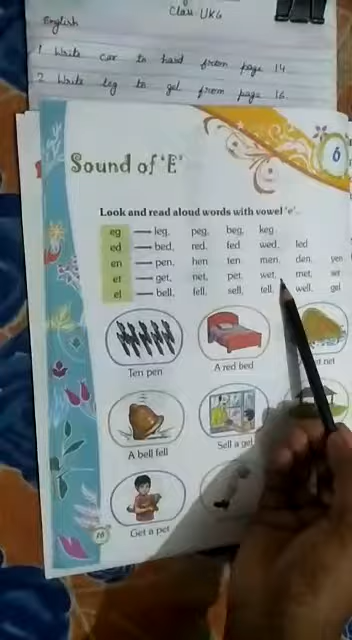 Class UKG
English
1 Write car to hard from page 14
2 Write leg to gel from page 16
6
Sound of 'E'
Look and read aloud words with vowel 'e'.
eg — leg, peg, beg, keg
ed — bed, red, fed wed, led
en — pen, hen ten men, den, yen
et — get, net, pet, wet, met, set
el — bell, fell, sell, tell, well, gel
Ten pen
A red bed
net
A bell fell
Sell a gel
Get a pet
16